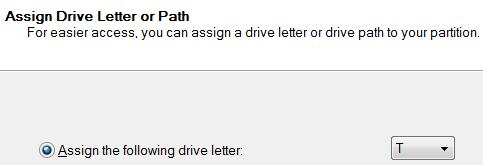 Assign Drive Letter or Path
For easier access, you can assign a drive letter or drive path to your partition.
Assign the following drive letter: T